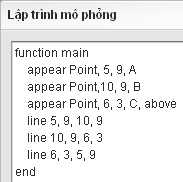 Lập trình mô phỏng
function main
appear Point, 5, 9, A
appear Point,10, 9, B
appear Point, 6, 3, C, above
line 5, 9, 10, 9
line 10, 9, 6, 3
line 6, 3, 5, 9
end